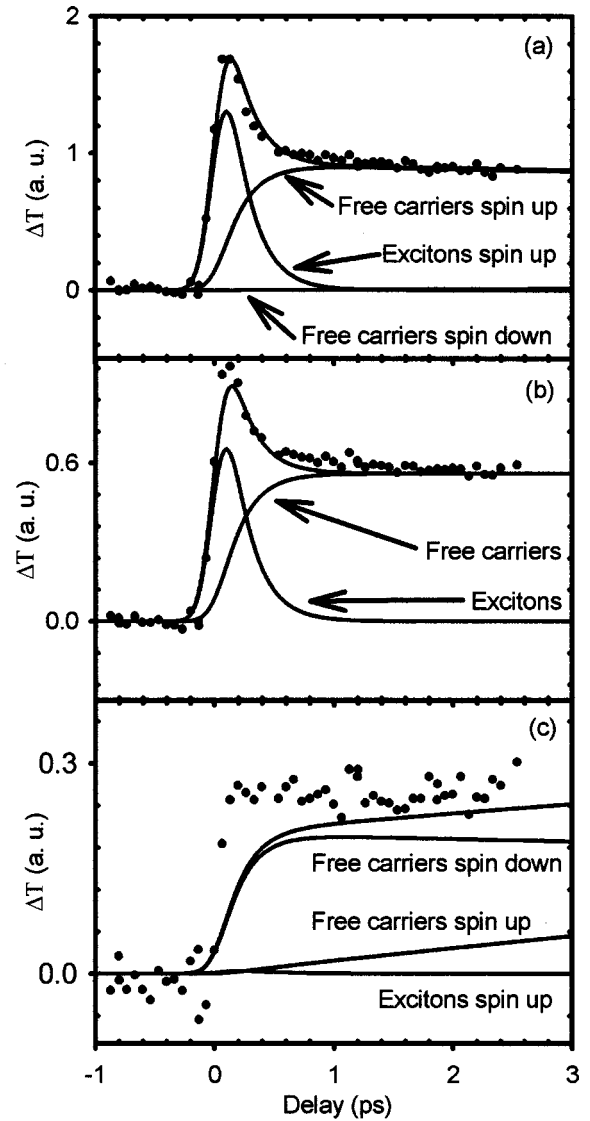 2
(a)
1
0
ΔT (a. u.)
Free carriers spin up
Excitons spin up
Free carriers spin down
(b)
0.6
0.0
ΔT (a. u.)
Free carriers
Excitons
(c)
0.3
0.0
ΔT (a. u.)
Free carriers spin down
Free carriers spin up
Excitons spin up
-1 0 1 2 3
Delay (ps)